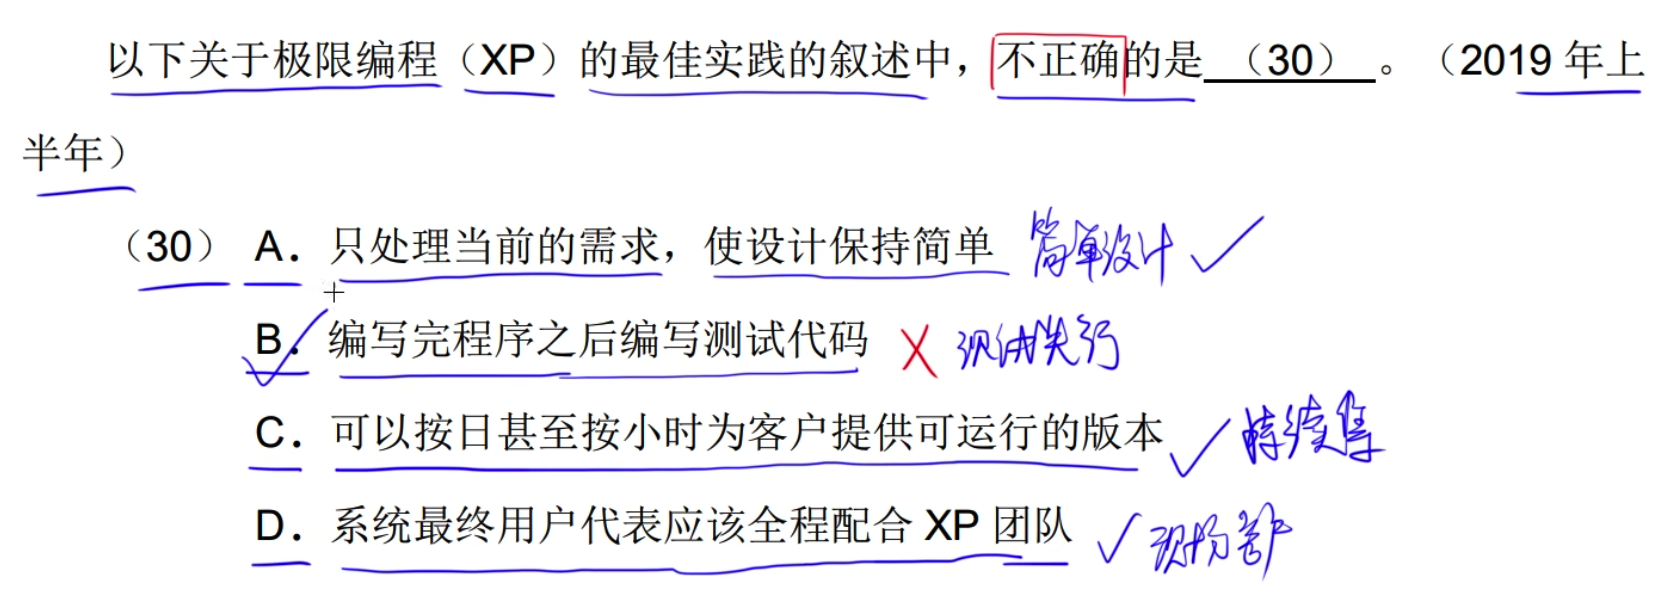 以下关于极限编程（XP）的最佳实践的叙述中，不正确的是（30）。（2019 年上
半年）
（30） A．只处理当前的需求，使设计保持简单 简单设计
B．编写完程序之后编写测试代码 测试先行
C．可以按日甚至按小时为客户提供可运行的版本 持续集
D．系统最终用户代表应该全程配合 XP 团队 现场客户